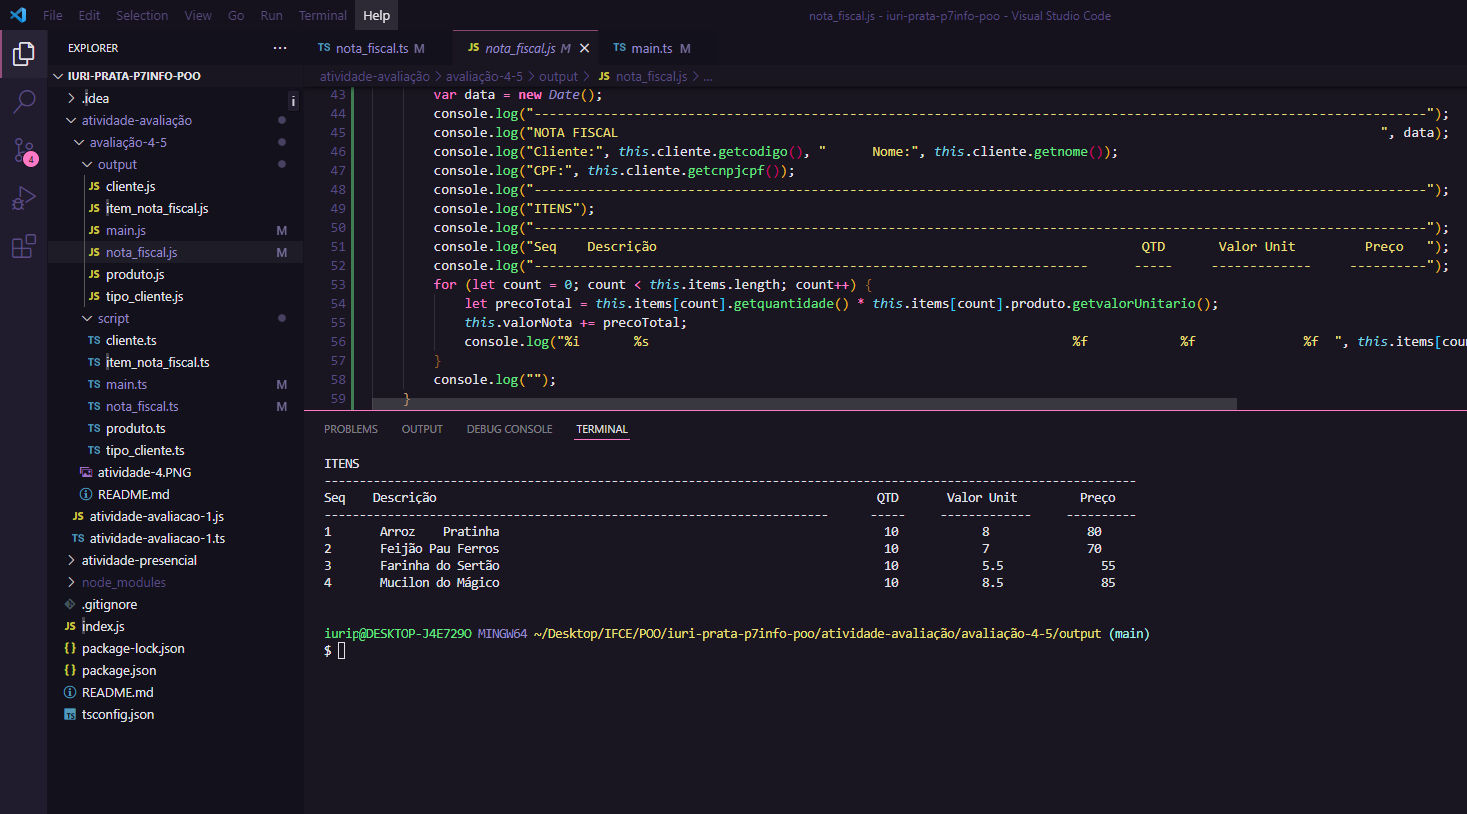 File Edit Selection View Go Run Terminal Help
nota_fiscal.js - iuri-prata-p7info-poo - Visual Studio Code
EXPLORER
IURI-PRATA-P7INFO-POO
.idea
i
atividade-avaliação
avaliação-4-5
output
JS cliente.js
JS item_nota_fiscal.js
JS main.js M
JS nota_fiscal.js M
JS produto.js
JS tipo_cliente.js
script
TS cliente.ts
TS item_nota_fiscal.ts
TS main.ts M
TS nota_fiscal.ts M
TS produto.ts
TS tipo_cliente.ts
atividade-4.PNG
README.md
JS atividade-avaliacao-1.js
TS atividade-avaliacao-1.ts
atividade-presencial
node_modules
.gitignore
JS index.js
{} package-lock.json
{} package.json
README.md
TS tsconfig.json
4
TS nota_fiscal.ts M JS nota_fiscal.js M TS main.ts M
atividade-avaliação > avaliação-4-5 > output > JS nota_fiscal.js > ...
43 var data = new Date();
44 console.log("--------------------------------------------------------------------------------------------------------------------");
45 console.log("NOTA FISCAL                                                                                                   ", data);
46 console.log("Cliente:", this.cliente.getcodigo(), "      Nome:", this.cliente.getnome());
47 console.log("CPF:", this.cliente.getcnpjcpf());
48 console.log("--------------------------------------------------------------------------------------------------------------------");
49 console.log("ITENS");
50 console.log("--------------------------------------------------------------------------------------------------------------------");
51 console.log("Seq    Descrição                                                               QTD       Valor Unit         Preço   ");
52 console.log("------------------------------------------------------------------------      -----     -------------     ----------");
53 for (let count = 0; count < this.items.length; count++) {
54 let precoTotal = this.items[count].getquantidade() * this.items[count].produto.getvalorUnitario();
55 this.valorNota += precoTotal;
56 console.log("%i       %s                                                       %f            %f              %f  ", this.items[cou
57 }
58 console.log("");
59 }
PROBLEMS OUTPUT DEBUG CONSOLE TERMINAL
ITENS
--------------------------------------------------------------------------------------------------------------------
Seq    Descrição                                                               QTD       Valor Unit         Preço
------------------------------------------------------------------------      -----     -------------     ----------
1       Arroz    Pratinha                                                       10            8              80
2       Feijão Pau Ferros                                                       10            7              70
3       Farinha do Sertão                                                       10            5.5              55
4       Mucilon do Mágico                                                       10            8.5              85
iurip@DESKTOP-J4E729O MINGW64 ~/Desktop/IFCE/POO/iuri-prata-p7info-poo/atividade-avaliação/avaliação-4-5/output (main)
$